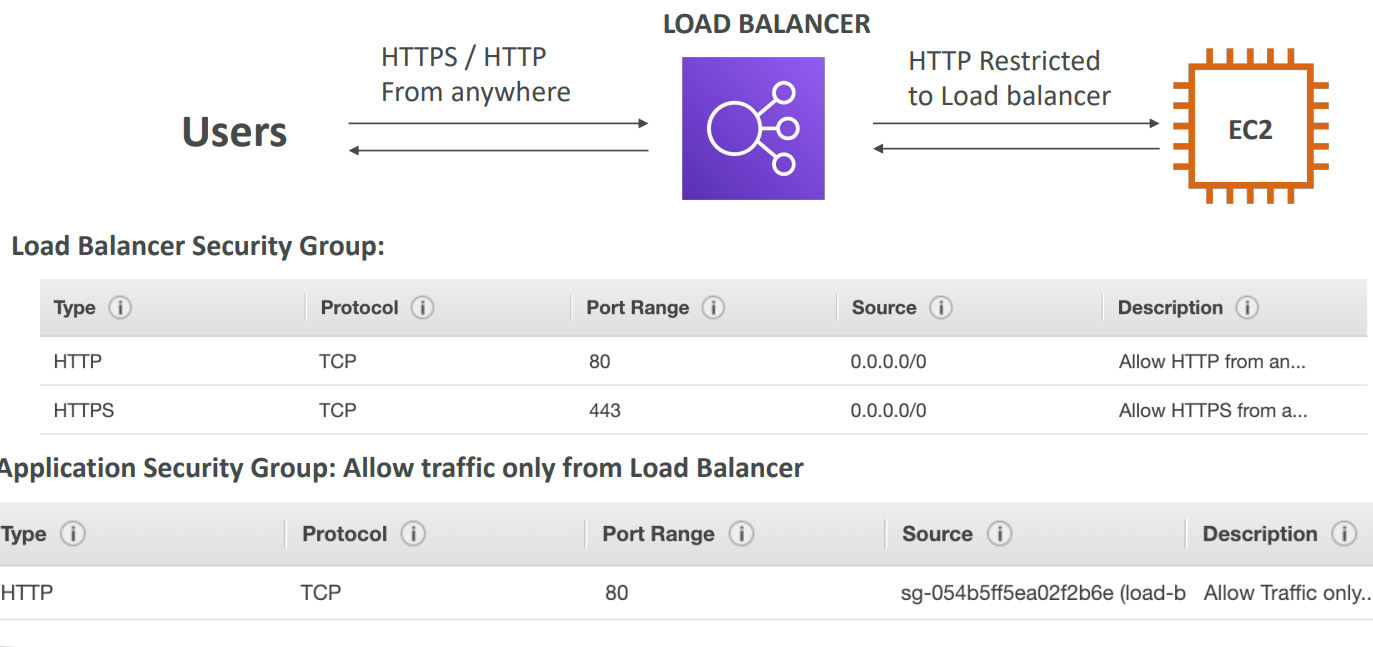 LOAD BALANCER
HTTPS / HTTP
From anywhere
HTTP Restricted
to Load balancer
Users
EC2
Load Balancer Security Group:
Type Protocol Port Range Source Description
HTTP TCP 80 0.0.0.0/0 Allow HTTP from an...
HTTPS TCP 443 0.0.0.0/0 Allow HTTPS from a...
Application Security Group: Allow traffic only from Load Balancer
Type Protocol Port Range Source Description
HTTP TCP 80 sg-054b5ff5ea02f2b6e (load-b Allow Traffic only...